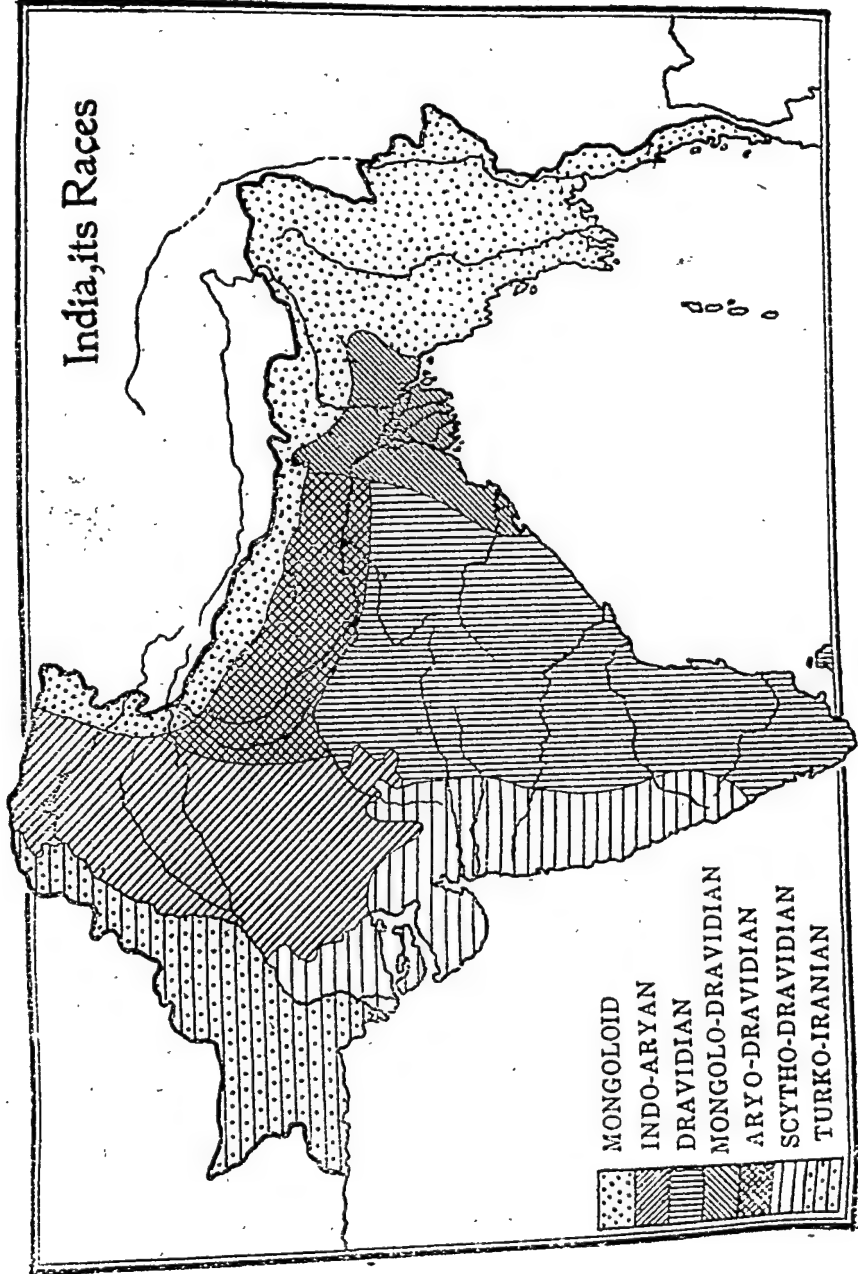 India,its Races
MONGOLOID
INDO-ARYAN
DRAVIDIAN
MONGOLO-DRAVIDIAN
ARYO-DRAVIDIAN
SCYTHO-DRAVIDIAN
TURKO-IRANIAN